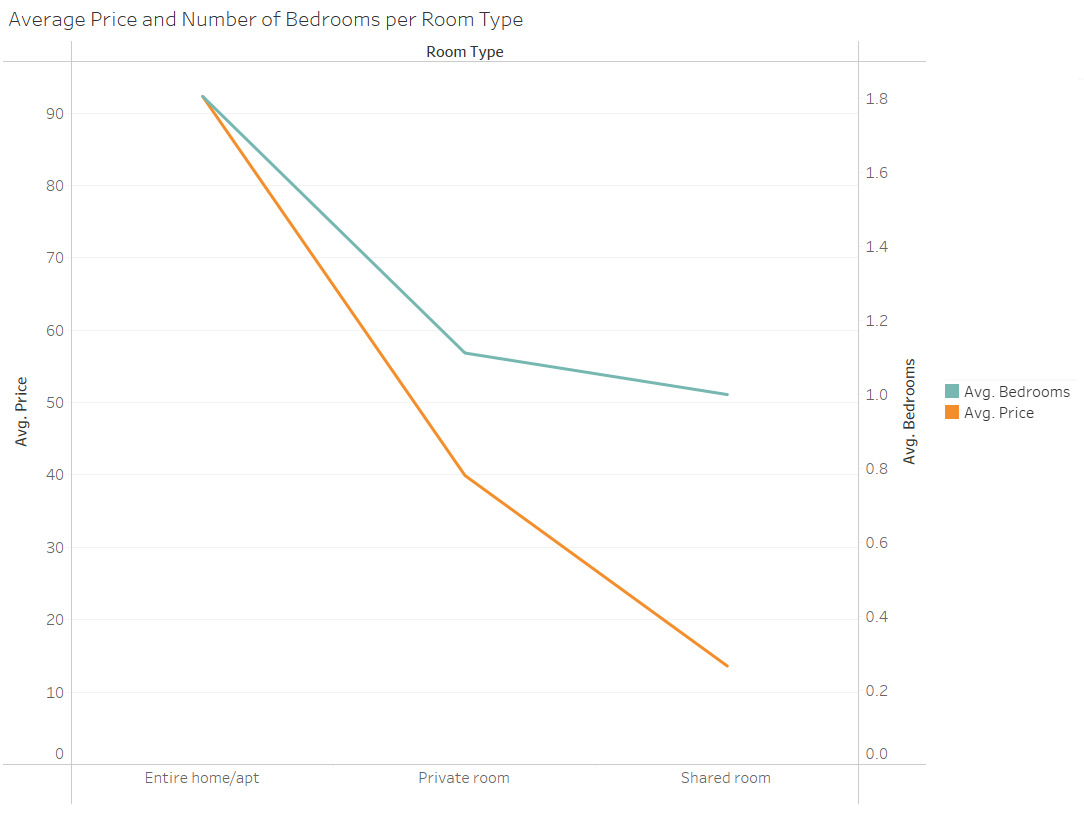 Average Price and Number of Bedrooms per Room Type
Room Type
90
80
70
60
50
40
30
20
10
0
Avg. Price
1.8
1.6
1.4
1.2
1.0
0.8
0.6
0.4
0.2
0.0
Avg. Bedrooms
Entire home/apt
Private room
Shared room
Avg. Bedrooms
Avg. Price